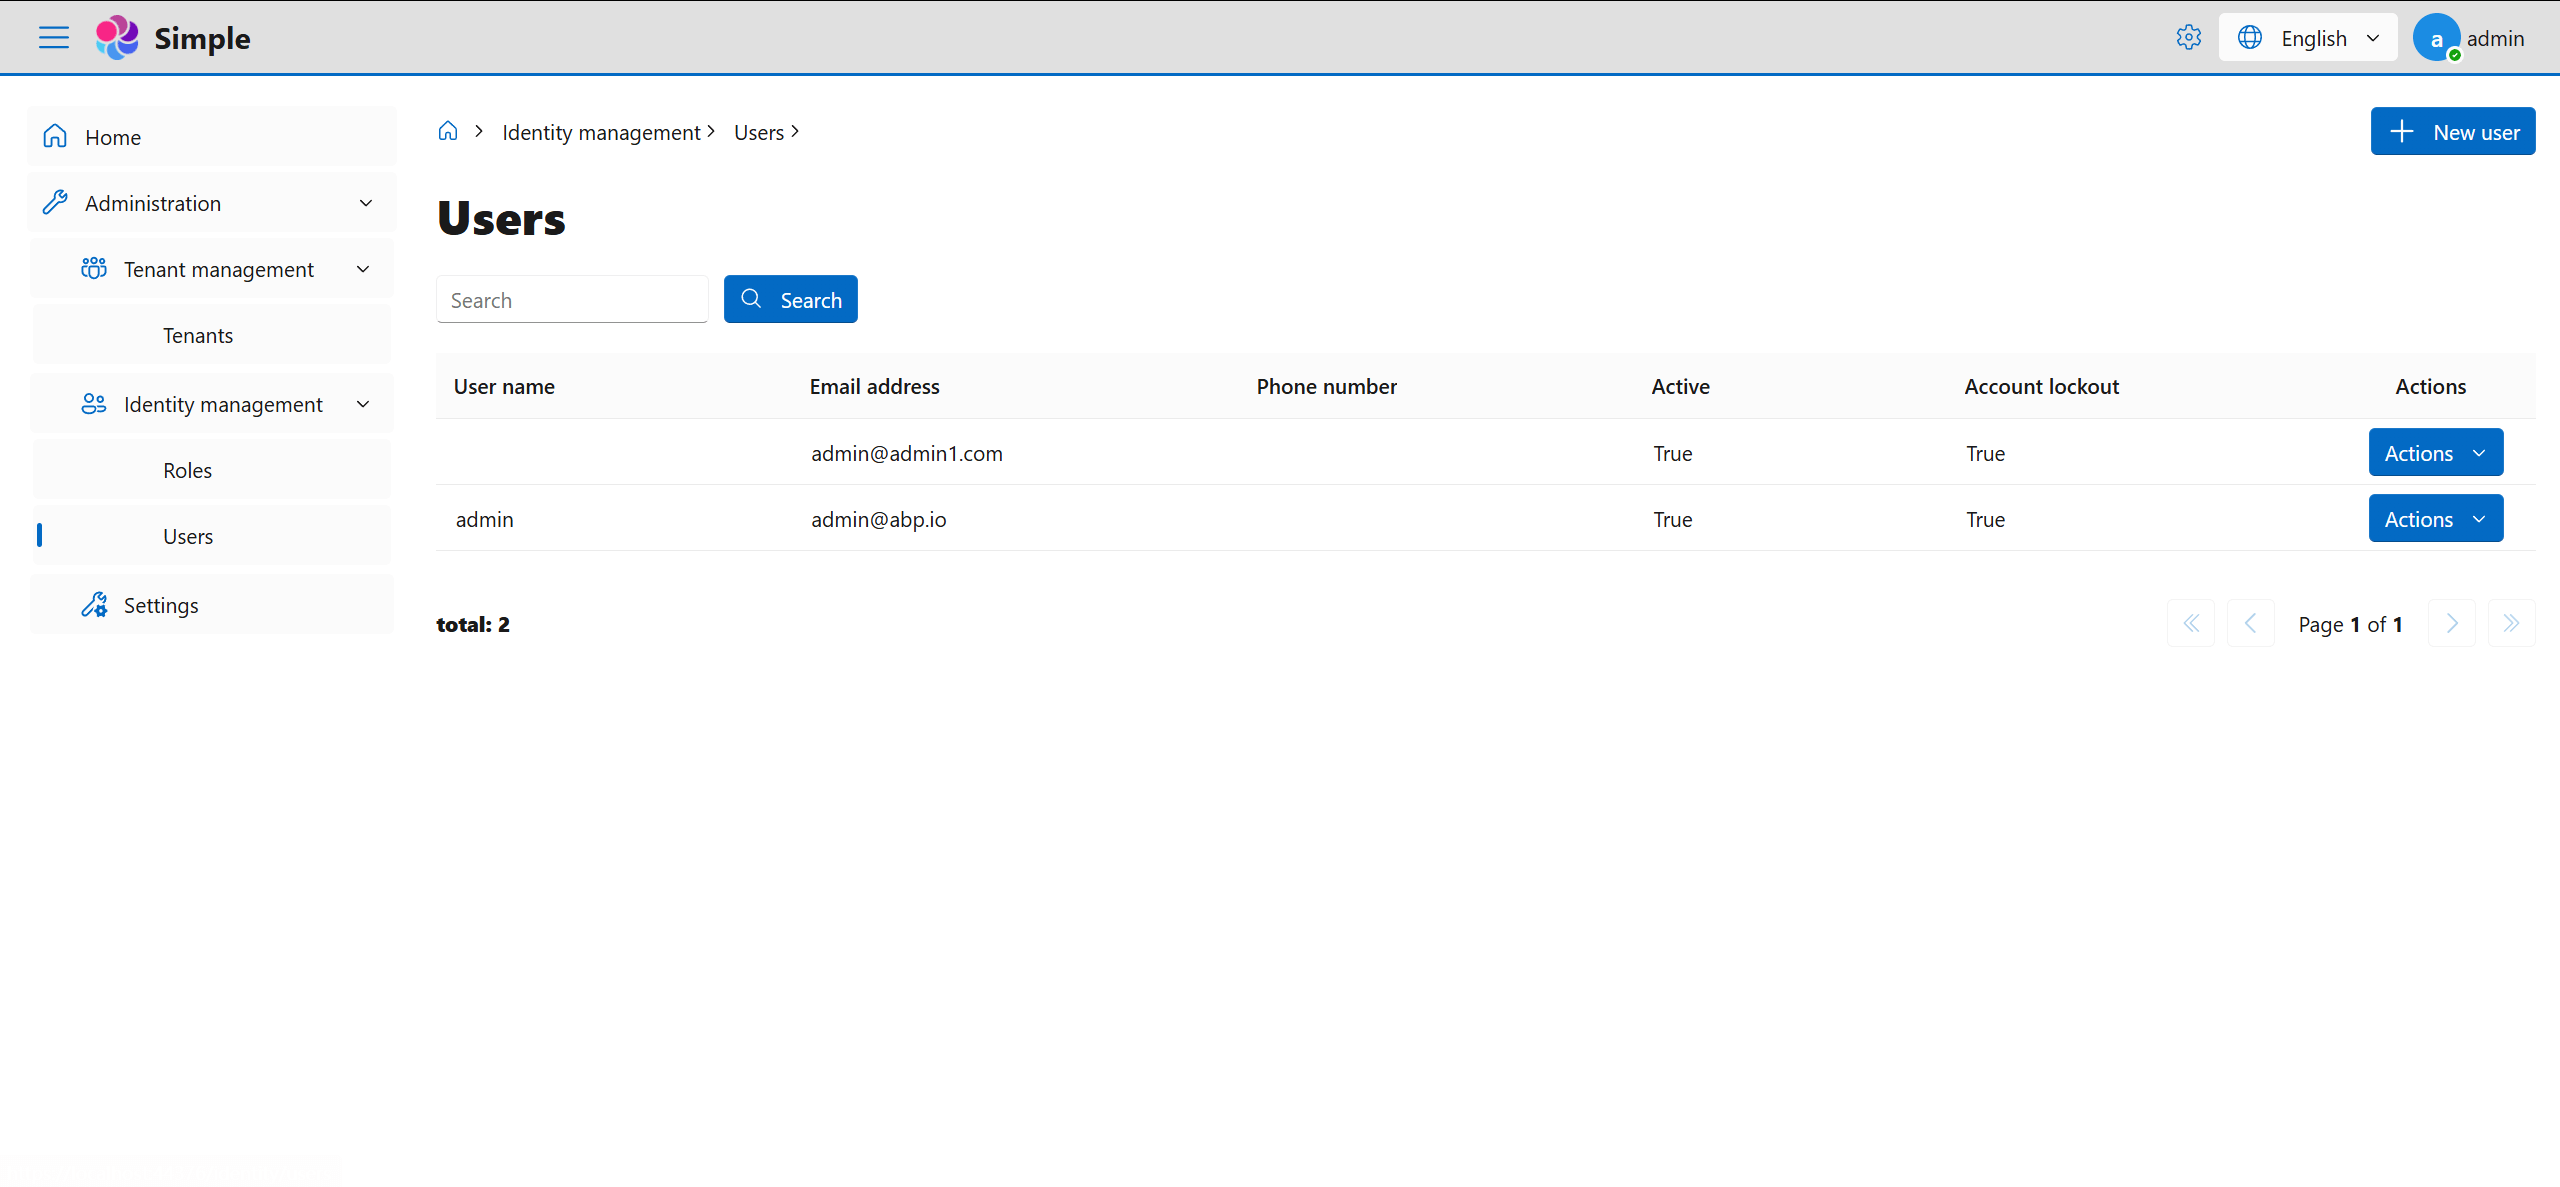 Simple
English
a
admin
Home
Administration
Tenant management
Tenants
Identity management
Roles
Users
Settings
Identity management
Users
New user
Users
Search
Search
User name Email address Phone number Active Account lockout Actions
admin@admin1.com True True Actions
admin admin@abp.io True True Actions
total: 2
Page 1 of 1